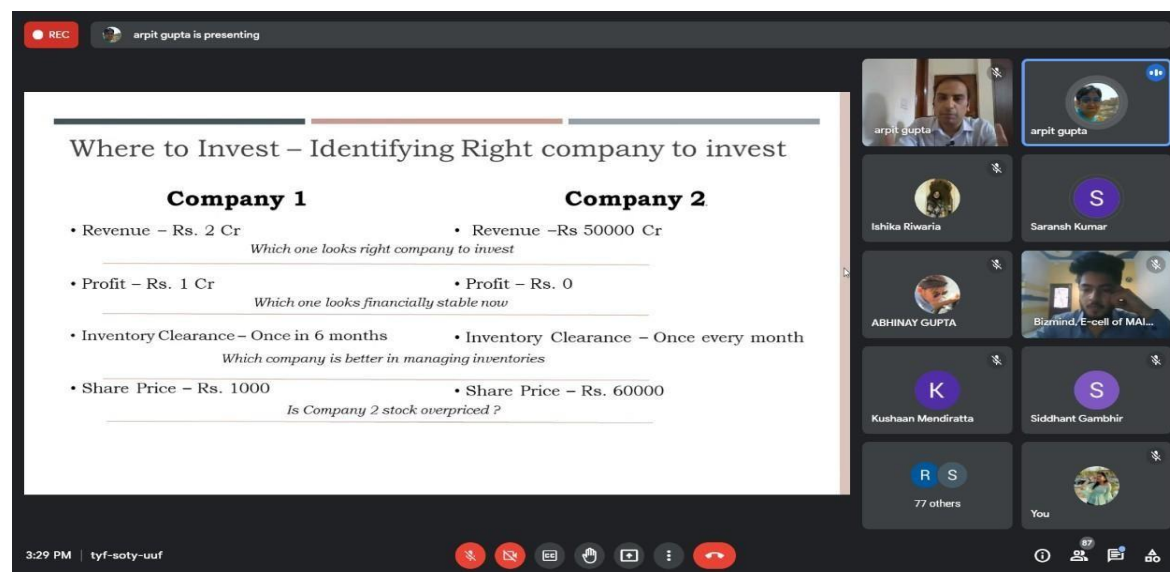 REC
arpit gupta is presenting
Where to Invest – Identifying Right company to invest
Company 1
Company 2
• Revenue – Rs. 2 Cr
• Revenue –Rs 50000 Cr
Which one looks right company to invest
• Profit – Rs. 1 Cr
• Profit – Rs. 0
Which one looks financially stable now
• Inventory Clearance – Once in 6 months
• Inventory Clearance – Once every month
Which company is better in managing inventories
• Share Price – Rs. 1000
• Share Price – Rs. 60000
Is Company 2 stock overpriced ?
arpit gupta
arpit gupta
Ishika Riwaria
S
Saransh Kumar
ABHINAY GUPTA
Bizmind, E-cell of MAI...
K
Kushaan Mendiratta
S
Siddhant Gambhir
R S
77 others
You
3:29 PM | tyf-soty-uuf
87